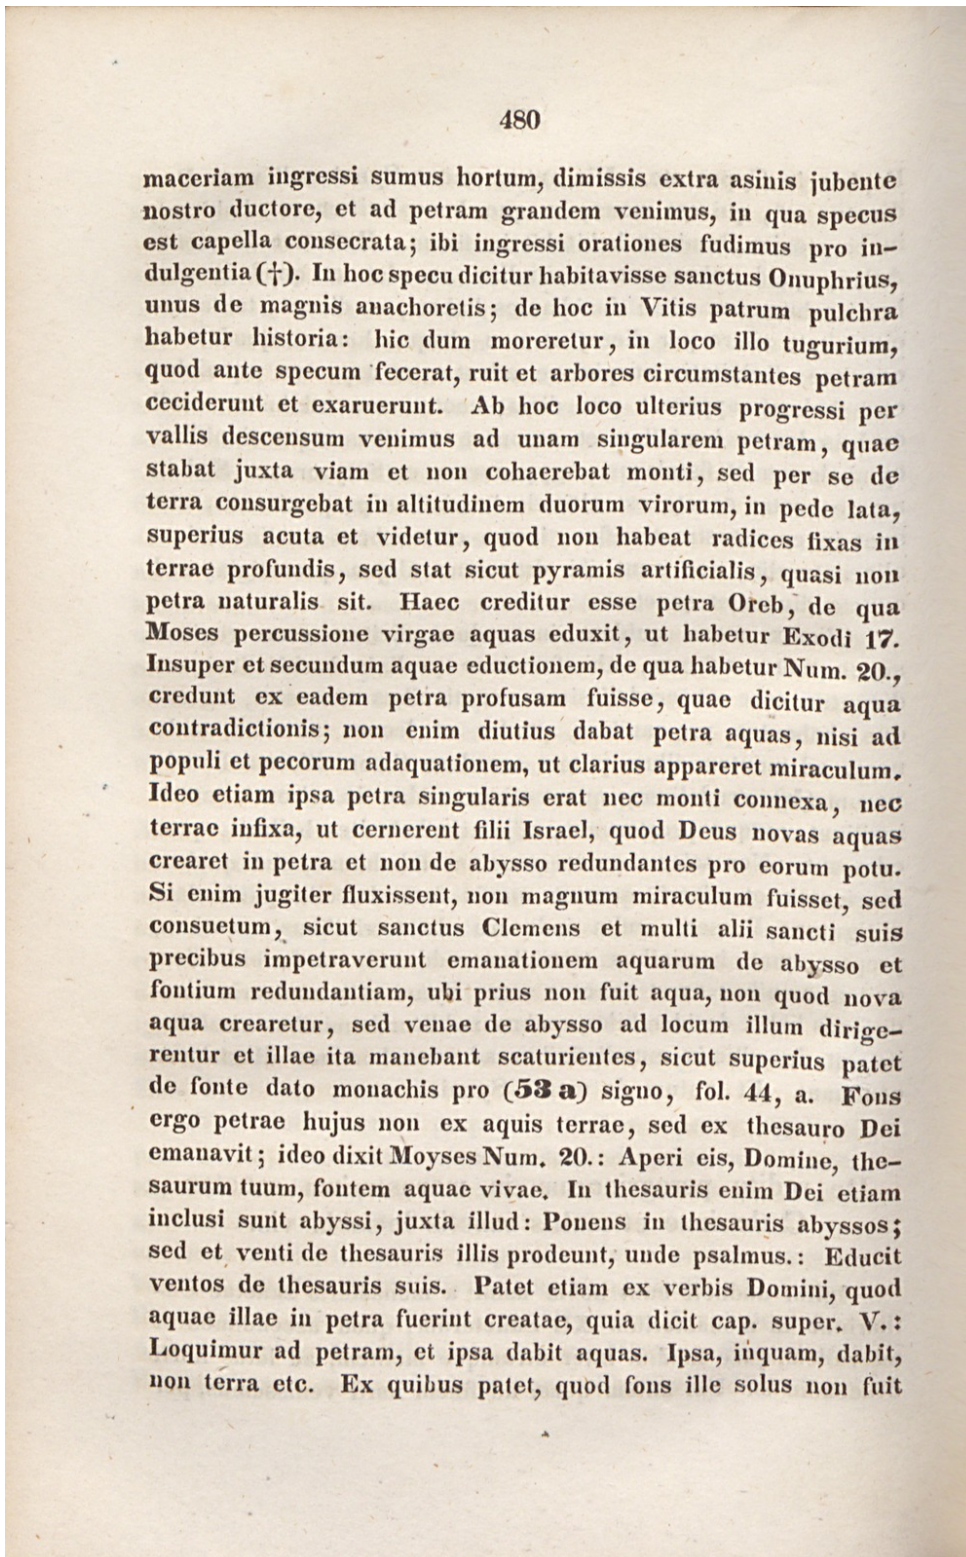 480
maceriam ingressi sumus hortum, dimissis extra asinis jubente
nostro ductore, et ad petram grandem venimus, in qua specus
est capella consecrata; ibi ingressi orationes fudimus pro in-
dulgentia (†). In hoc specu dicitur habitavisse sanctus Onuphrius,
unus de magnis anachoretis; de hoc in Vitis patrum pulchra
habetur historia: hic dum moreretur, in loco illo tugurium,
quod ante specum fecerat, ruit et arbores circumstantes petram
ceciderunt et exaruerunt. Ab hoc loco ulterius progressi per
vallis descensum venimus ad unam singularem petram, quae
stabat juxta viam et non cohaerebat monti, sed per se de
terra consurgebat in altitudinem duorum virorum, in pede lata,
superius acuta et videtur, quod non habeat radices fixas in
terrae profundis, sed stat sicut pyramis artificialis, quasi non
petra naturalis sit. Haec creditur esse petra Oreb, de qua
Moses percussione virgae aquas eduxit, ut habetur Exodi 17.
Insuper et secundum aquae eductionem, de qua habetur Num. 20.,
credunt ex eadem petra profusam fuisse, quae dicitur aqua
contradictionis; non enim diutius dabat petra aquas, nisi ad
populi et pecorum adaquationem, ut clarius appareret miraculum.
Ideo etiam ipsa petra singularis erat nec monti connexa, nec
terrae infixa, ut cernerent filii Israel, quod Deus novas aquas
crearet in petra et non de abysso redundantes pro eorum potu.
Si enim jugiter fluxissent, non magnum miraculum fuisset, sed
consuetum, sicut sanctus Clemens et multi alii sancti suis
precibus impetraverunt emanationem aquarum de abysso et
fontium redundantiam, ubi prius non fuit aqua, non quod nova
aqua crearetur, sed venae de abysso ad locum illum dirige-
rentur et illae ita manebant scaturientes, sicut superius patet
de fonte dato monachis pro (53 a) signo, fol. 44, a. Fons
ergo petrae hujus non ex aquis terrae, sed ex thesauro Dei
emanavit; ideo dixit Moyses Num. 20.: Aperi eis, Domine, the-
saurum tuum, fontem aquae vivae. In thesauris enim Dei etiam
inclusi sunt abyssi, juxta illud: Ponens in thesauris abyssos;
sed et venti de thesauris illis prodeunt, unde psalmus.: Educit
ventos de thesauris suis. Patet etiam ex verbis Domini, quod
aquae illae in petra fuerint creatae, quia dicit cap. super. V.:
Loquimur ad petram, et ipsa dabit aquas. Ipsa, inquam, dabit,
non terra etc. Ex quibus patet, quod fons ille solus non fuit